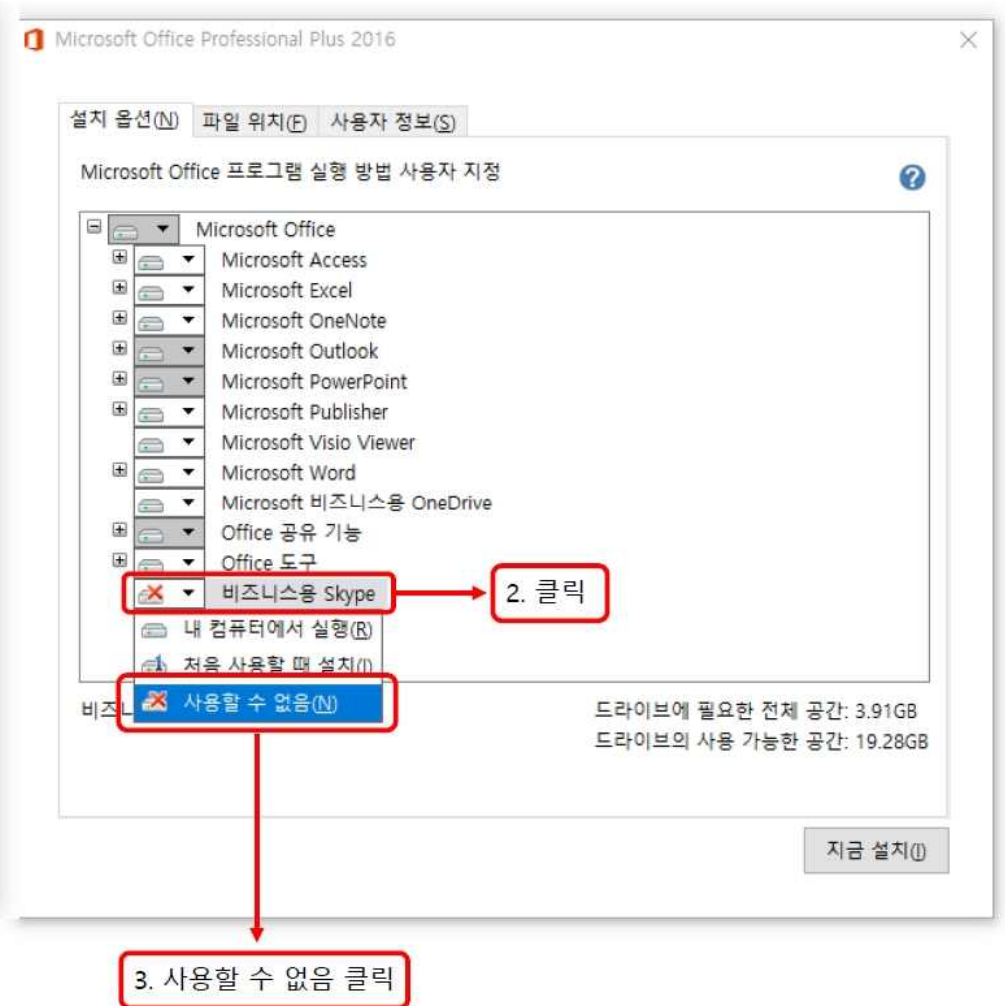 Microsoft Office Professional Plus 2016
설치 옵션(N) 파일 위치(F) 사용자 정보(S)
Microsoft Office 프로그램 실행 방법 사용자 지정
Microsoft Office
Microsoft Access
Microsoft Excel
Microsoft OneNote
Microsoft Outlook
Microsoft PowerPoint
Microsoft Publisher
Microsoft Visio Viewer
Microsoft Word
Microsoft 비즈니스용 OneDrive
Office 공유 기능
Office 도구
비즈니스용 Skype
2. 클릭
내 컴퓨터에서 실행(R)
처음 사용할 때 설치(I)
사용할 수 없음(N)
드라이브에 필요한 전체 공간: 3.91GB
드라이브의 사용 가능한 공간: 19.28GB
지금 설치(I)
3. 사용할 수 없음 클릭